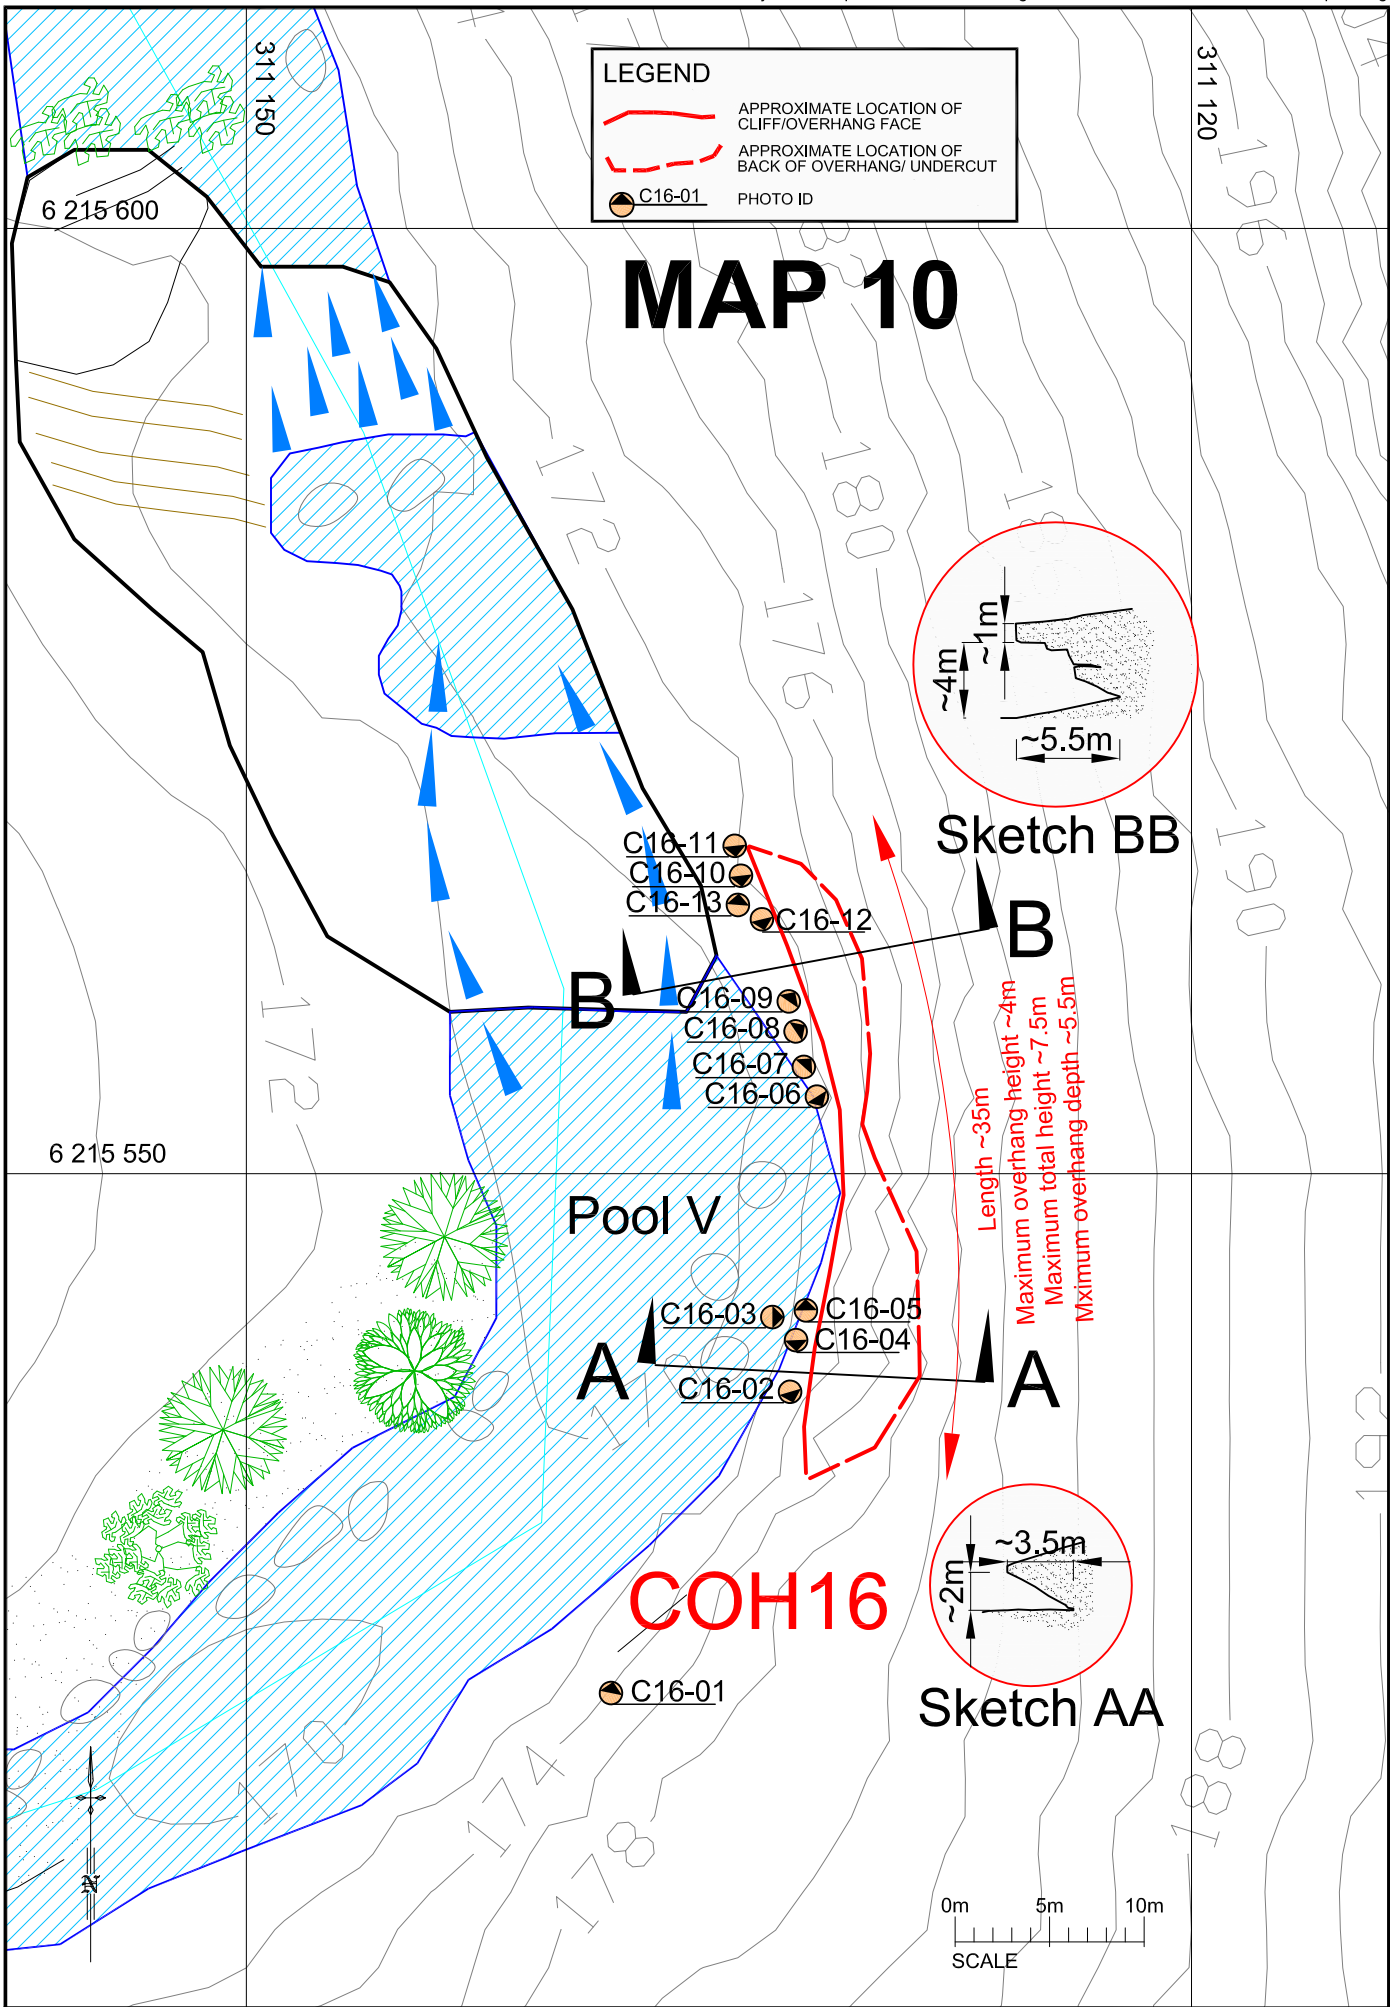 311 150
311 120
LEGEND
APPROXIMATE LOCATION OF
CLIFF/OVERHANG FACE
APPROXIMATE LOCATION OF
BACK OF OVERHANG/ UNDERCUT
C16-01
PHOTO ID
196
6 215 600
MAP 10
172
180
176
~1m
~4m
~5.5m
Sketch BB
190
C16-11
C16-10
C16-13
C16-12
B
B
C16-09
C16-08
C16-07
C16-06
172
Length ~35m
Maximum overhang height ~4m
Maximum total height ~7.5m
Mximum overhang depth ~5.5m
6 215 550
Pool V
C16-03
C16-05
C16-04
A
A
C16-02
192
~3.5m
~2m
COH16
C16-01
Sketch AA
170
174
178
188
N
0m 5m 10m
SCALE